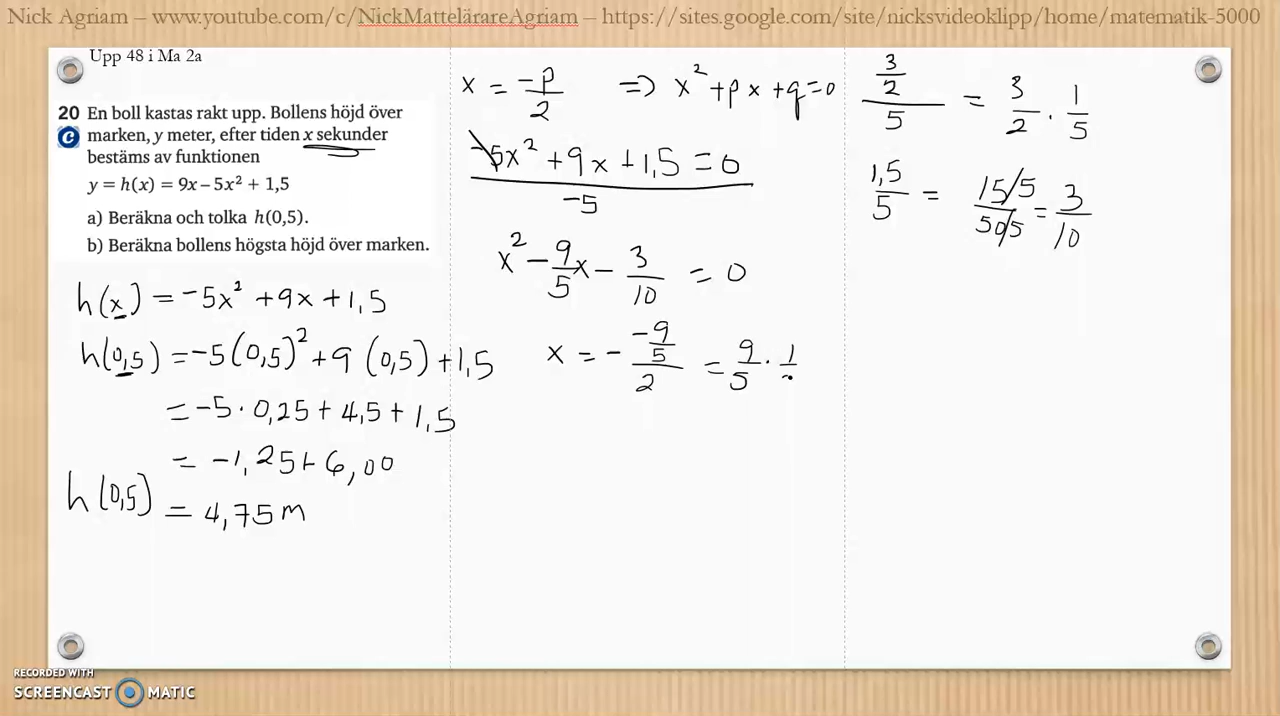 Nick Agriam – www.youtube.com/c/NickMattelärareAgriam – https://sites.google.com/site/nicksvideoklipp/home/matematik-5000
Upp 48 i Ma 2a
20 En boll kastas rakt upp. Bollens höjd över
C marken, y meter, efter tiden x sekunder
bestäms av funktionen
y = h(x) = 9x – 5x² + 1,5
a) Beräkna och tolka h(0,5).
b) Beräkna bollens högsta höjd över marken.
h(x) = -5x² + 9x + 1,5
h(0,5) = -5(0,5)² + 9(0,5) + 1,5
= -5 · 0,25 + 4,5 + 1,5
= -1,25 + 6,00
h(0,5) = 4,75 m
x = -p/2 ⇒ x² + px + q = 0
-5x² + 9x + 1,5 = 0
-5
x² - 9/5 x - 3/10 = 0
x = - (-9/5)/2 = 9/5 · 1/
(3/2)/5 = 3/2 · 1/5
1,5/5 = 15/5 / 50/5 = 3/10
RECORDED WITH
SCREENCAST MATIC